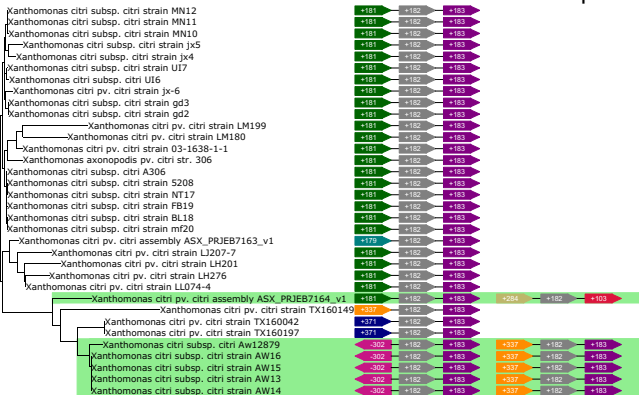 Xanthomonas citri subsp. citri strain MN12 +181 +182 +183
Xanthomonas citri subsp. citri strain MN11 +181 +182 +183
Xanthomonas citri subsp. citri strain MN10 +181 +182 +183
Xanthomonas citri subsp. citri strain jx5 +181 +182 +183
Xanthomonas citri subsp. citri strain jx4 +181 +182 +183
Xanthomonas citri subsp. citri strain UI7 +181 +182 +183
Xanthomonas citri subsp. citri UI6 +181 +182 +183
Xanthomonas citri pv. citri strain jx-6 +181 +182 +183
Xanthomonas citri subsp. citri strain gd3 +181 +182 +183
Xanthomonas citri subsp. citri strain gd2 +181 +182 +183
Xanthomonas citri pv. citri strain LM199 +181 +182 +183
Xanthomonas citri pv. citri strain LM180 +181 +182 +183
Xanthomonas citri pv. citri strain 03-1638-1-1 +181 +182 +183
Xanthomonas axonopodis pv. citri str. 306 +181 +182 +183
Xanthomonas citri subsp. citri A306 +181 +182 +183
Xanthomonas citri subsp. citri strain 5208 +181 +182 +183
Xanthomonas citri subsp. citri strain NT17 +181 +182 +183
Xanthomonas citri subsp. citri strain FB19 +181 +182 +183
Xanthomonas citri subsp. citri strain BL18 +181 +182 +183
Xanthomonas citri subsp. citri strain mf20 +181 +182 +183
Xanthomonas citri pv. citri assembly ASX_PRJEB7163_v1 +179 +182 +183
Xanthomonas citri pv. citri strain LJ207-7 +181 +182 +183
Xanthomonas citri pv. citri strain LH201 +181 +182 +183
Xanthomonas citri pv. citri strain LH276 +181 +182 +183
Xanthomonas citri pv. citri strain LL074-4 +181 +182 +183
Xanthomonas citri pv. citri assembly ASX_PRJEB7164_v1 +181 +182 +183 +284 +182 +103
Xanthomonas citri pv. citri strain TX160149 +337 +182 +183
Xanthomonas citri pv. citri strain TX160042 +371 +182 +183
Xanthomonas citri pv. citri strain TX160197 +371 +182 +183
Xanthomonas citri subsp. citri Aw12879 -302 +182 +183 +337 +182 +183
Xanthomonas citri subsp. citri strain AW16 -302 +182 +183 +337 +182 +183
Xanthomonas citri subsp. citri strain AW15 -302 +182 +183 +337 +182 +183
Xanthomonas citri subsp. citri strain AW13 -302 +182 +183 +337 +182 +183
Xanthomonas citri subsp. citri strain AW14 -302 +182 +183 +337 +182 +183